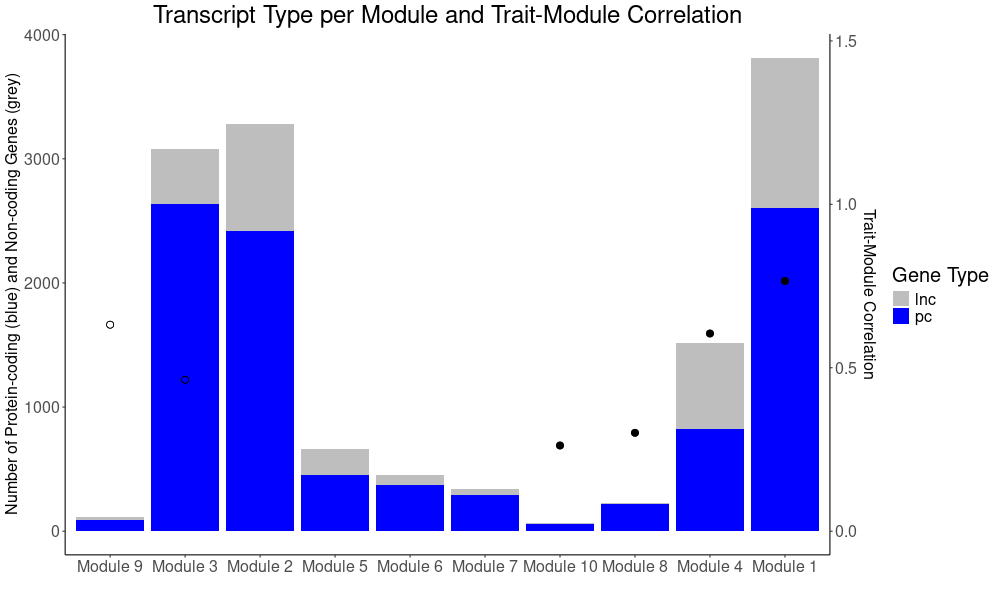 Transcript Type per Module and Trait-Module Correlation
Number of Protein-coding (blue) and Non-coding Genes (grey)
4000
3000
2000
1000
0
1.5
1.0
0.5
0.0
Trait-Module Correlation
Gene Type
lnc
pc
Module 9 Module 3 Module 2 Module 5 Module 6 Module 7 Module 10 Module 8 Module 4 Module 1